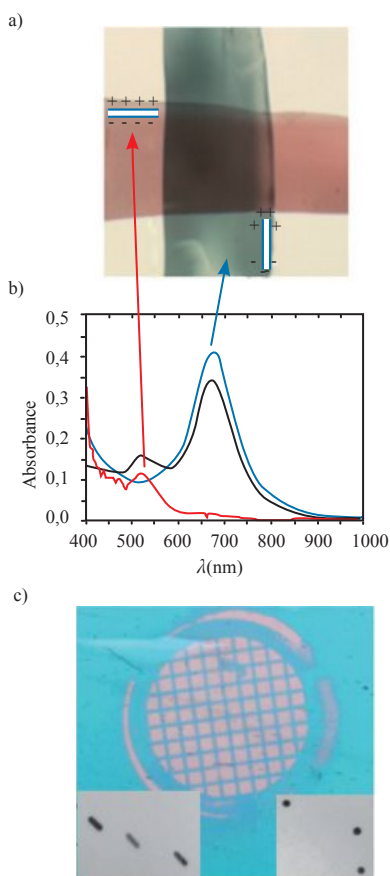 a)
+ + + +
- - - -
+ +
+ +
- -
-
b)
0,5
0,4
0,3
0,2
0,1
0,0
Absorbance
400 500 600 700 800 900 1000
λ(nm)
c)